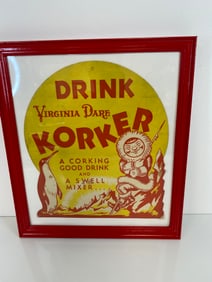 DRINK
VIRGINIA DARE
KORKER
A CORKING
GOOD DRINK
AND
A SWELL
MIXER...